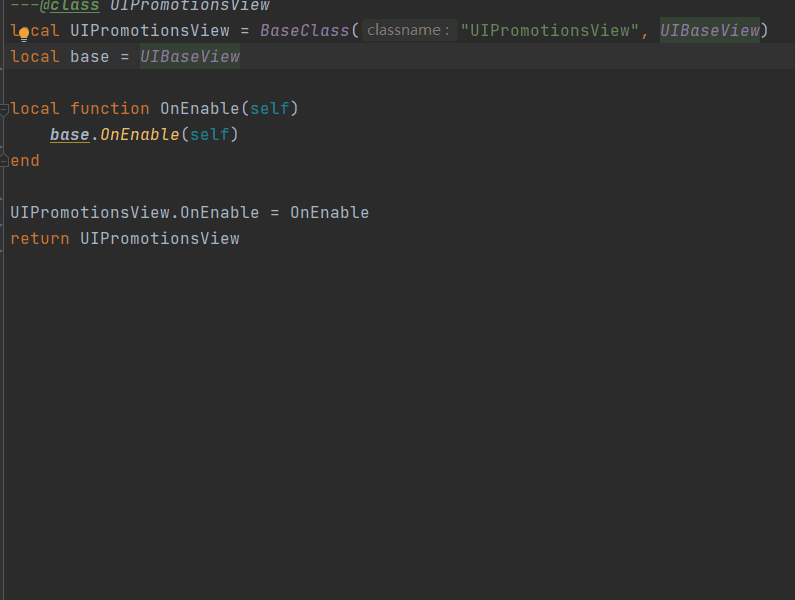 ---@class UIPromotionsView
local UIPromotionsView = BaseClass( classname: "UIPromotionsView", UIBaseView)
local base = UIBaseView
local function OnEnable(self)
base.OnEnable(self)
end
UIPromotionsView.OnEnable = OnEnable
return UIPromotionsView